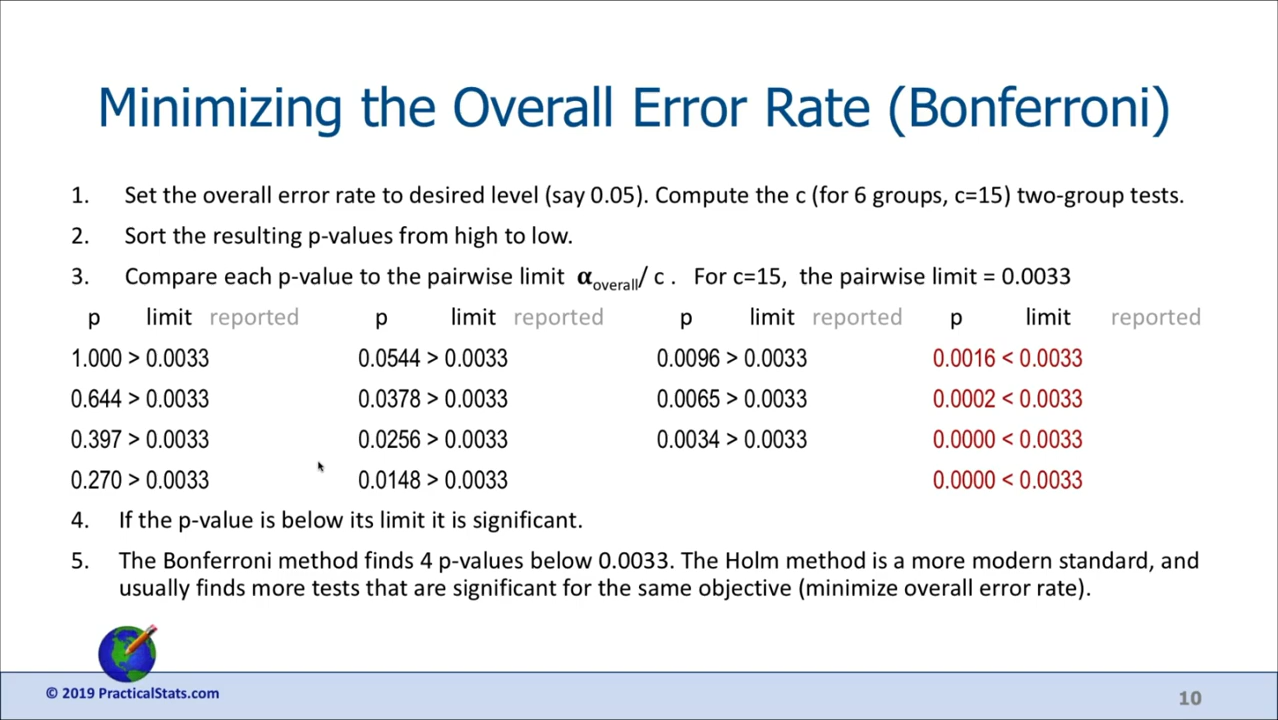 Minimizing the Overall Error Rate (Bonferroni)
1. Set the overall error rate to desired level (say 0.05). Compute the c (for 6 groups, c=15) two-group tests.
2. Sort the resulting p-values from high to low.
3. Compare each p-value to the pairwise limit αoverall/ c . For c=15, the pairwise limit = 0.0033
p limit reported p limit reported p limit reported p limit reported
1.000 > 0.0033 0.0544 > 0.0033 0.0096 > 0.0033 0.0016 < 0.0033
0.644 > 0.0033 0.0378 > 0.0033 0.0065 > 0.0033 0.0002 < 0.0033
0.397 > 0.0033 0.0256 > 0.0033 0.0034 > 0.0033 0.0000 < 0.0033
0.270 > 0.0033 0.0148 > 0.0033 0.0000 < 0.0033
4. If the p-value is below its limit it is significant.
5. The Bonferroni method finds 4 p-values below 0.0033. The Holm method is a more modern standard, and
usually finds more tests that are significant for the same objective (minimize overall error rate).
© 2019 PracticalStats.com
10